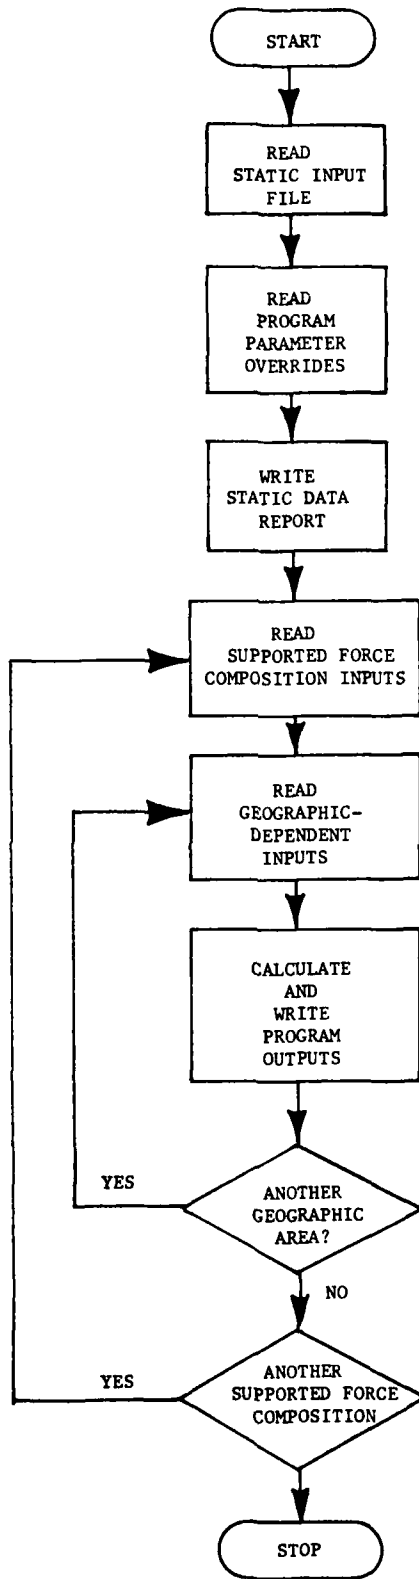 START
READ
STATIC INPUT
FILE
READ
PROGRAM
PARAMETER
OVERRIDES
WRITE
STATIC DATA
REPORT
READ
SUPPORTED FORCE
COMPOSITION INPUTS
READ
GEOGRAPHIC-
DEPENDENT
INPUTS
CALCULATE
AND
WRITE
PROGRAM
OUTPUTS
YES
ANOTHER
GEOGRAPHIC
AREA?
NO
YES
ANOTHER
SUPPORTED FORCE
COMPOSITION
STOP